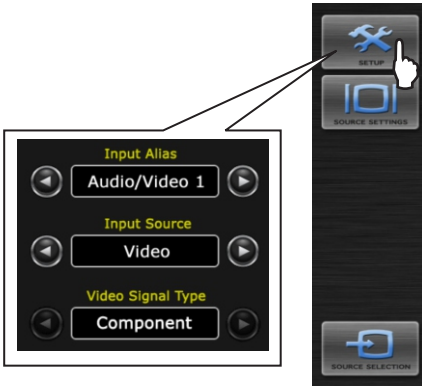 SETUP
SOURCE SETTINGS
Input Alias
Audio/Video 1
Input Source
Video
Video Signal Type
Component
SOURCE SELECTION